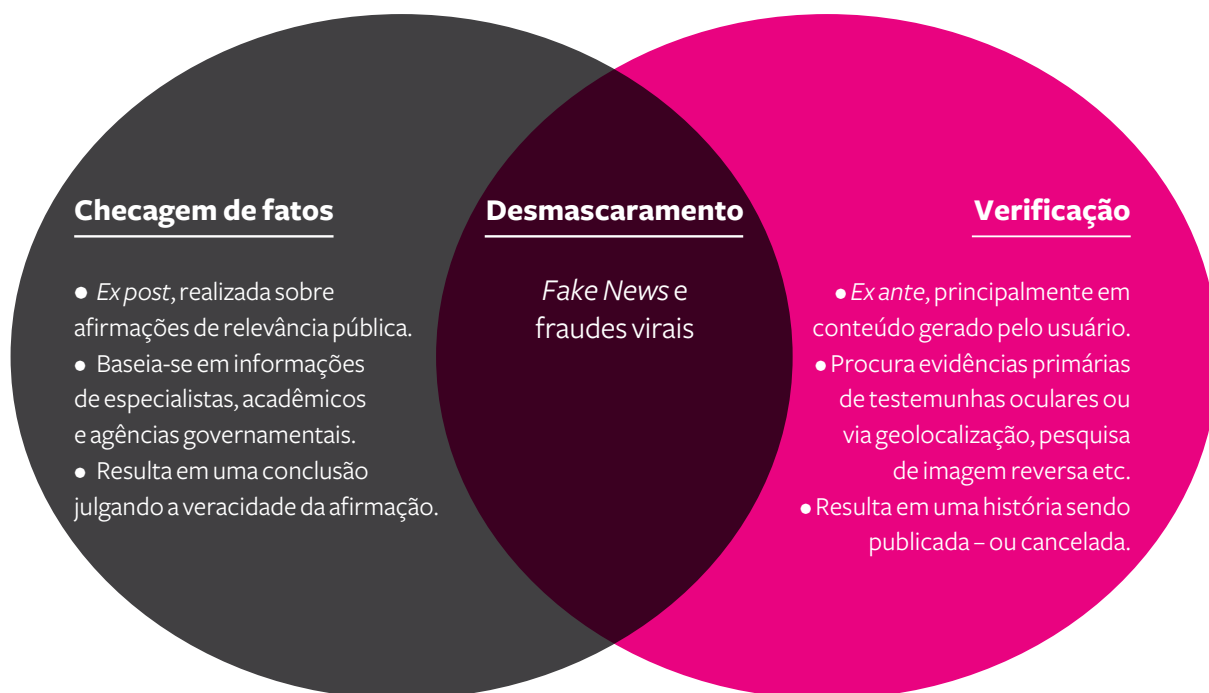 Checagem de fatos
● Ex post, realizada sobre
afirmações de relevância pública.
● Baseia-se em informações
de especialistas, acadêmicos
e agências governamentais.
● Resulta em uma conclusão
julgando a veracidade da afirmação.
Desmascaramento
Fake News e
fraudes virais
Verificação
● Ex ante, principalmente em
conteúdo gerado pelo usuário.
● Procura evidências primárias
de testemunhas oculares ou
via geolocalização, pesquisa
de imagem reversa etc.
● Resulta em uma história sendo
publicada – ou cancelada.